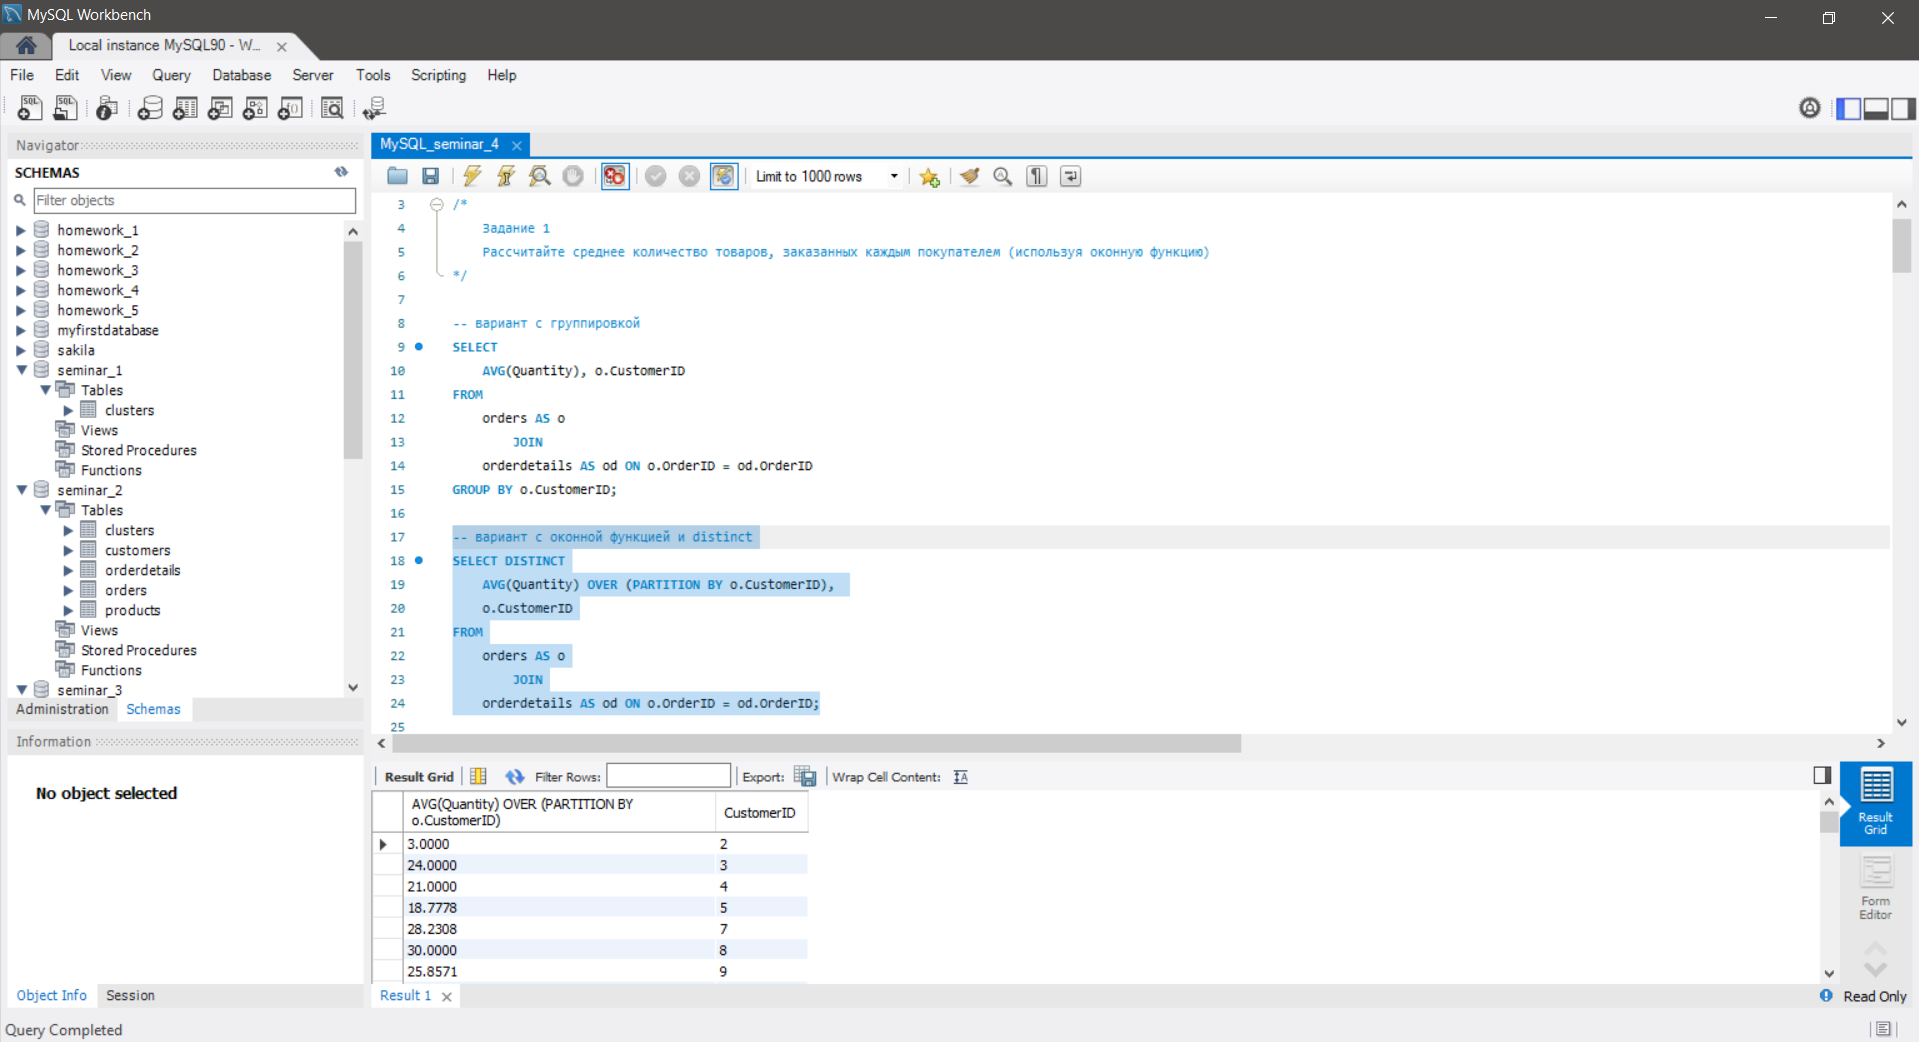 MySQL Workbench
Local instance MySQL90 - W...
File Edit View Query Database Server Tools Scripting Help
Navigator
SCHEMAS
Filter objects
homework_1
homework_2
homework_3
homework_4
homework_5
myfirstdatabase
sakila
seminar_1
Tables
clusters
Views
Stored Procedures
Functions
seminar_2
Tables
clusters
customers
orderdetails
orders
products
Views
Stored Procedures
Functions
seminar_3
Administration Schemas
Information
No object selected
Object Info Session
MySQL_seminar_4
Limit to 1000 rows
3 /*
4 Задание 1
5 Рассчитайте среднее количество товаров, заказанных каждым покупателем (используя оконную функцию)
6 */
7
8 -- вариант с группировкой
9 SELECT
10 AVG(Quantity), o.CustomerID
11 FROM
12 orders AS o
13 JOIN
14 orderdetails AS od ON o.OrderID = od.OrderID
15 GROUP BY o.CustomerID;
16
17 -- вариант с оконной функцией и distinct
18 SELECT DISTINCT
19 AVG(Quantity) OVER (PARTITION BY o.CustomerID),
20 o.CustomerID
21 FROM
22 orders AS o
23 JOIN
24 orderdetails AS od ON o.OrderID = od.OrderID;
25
Result Grid Filter Rows: Export: Wrap Cell Content:
AVG(Quantity) OVER (PARTITION BY
o.CustomerID) CustomerID
3.0000 2
24.0000 3
21.0000 4
18.7778 5
28.2308 7
30.0000 8
25.8571 9
Result
Grid
Form
Editor
Result 1
Read Only
Query Completed